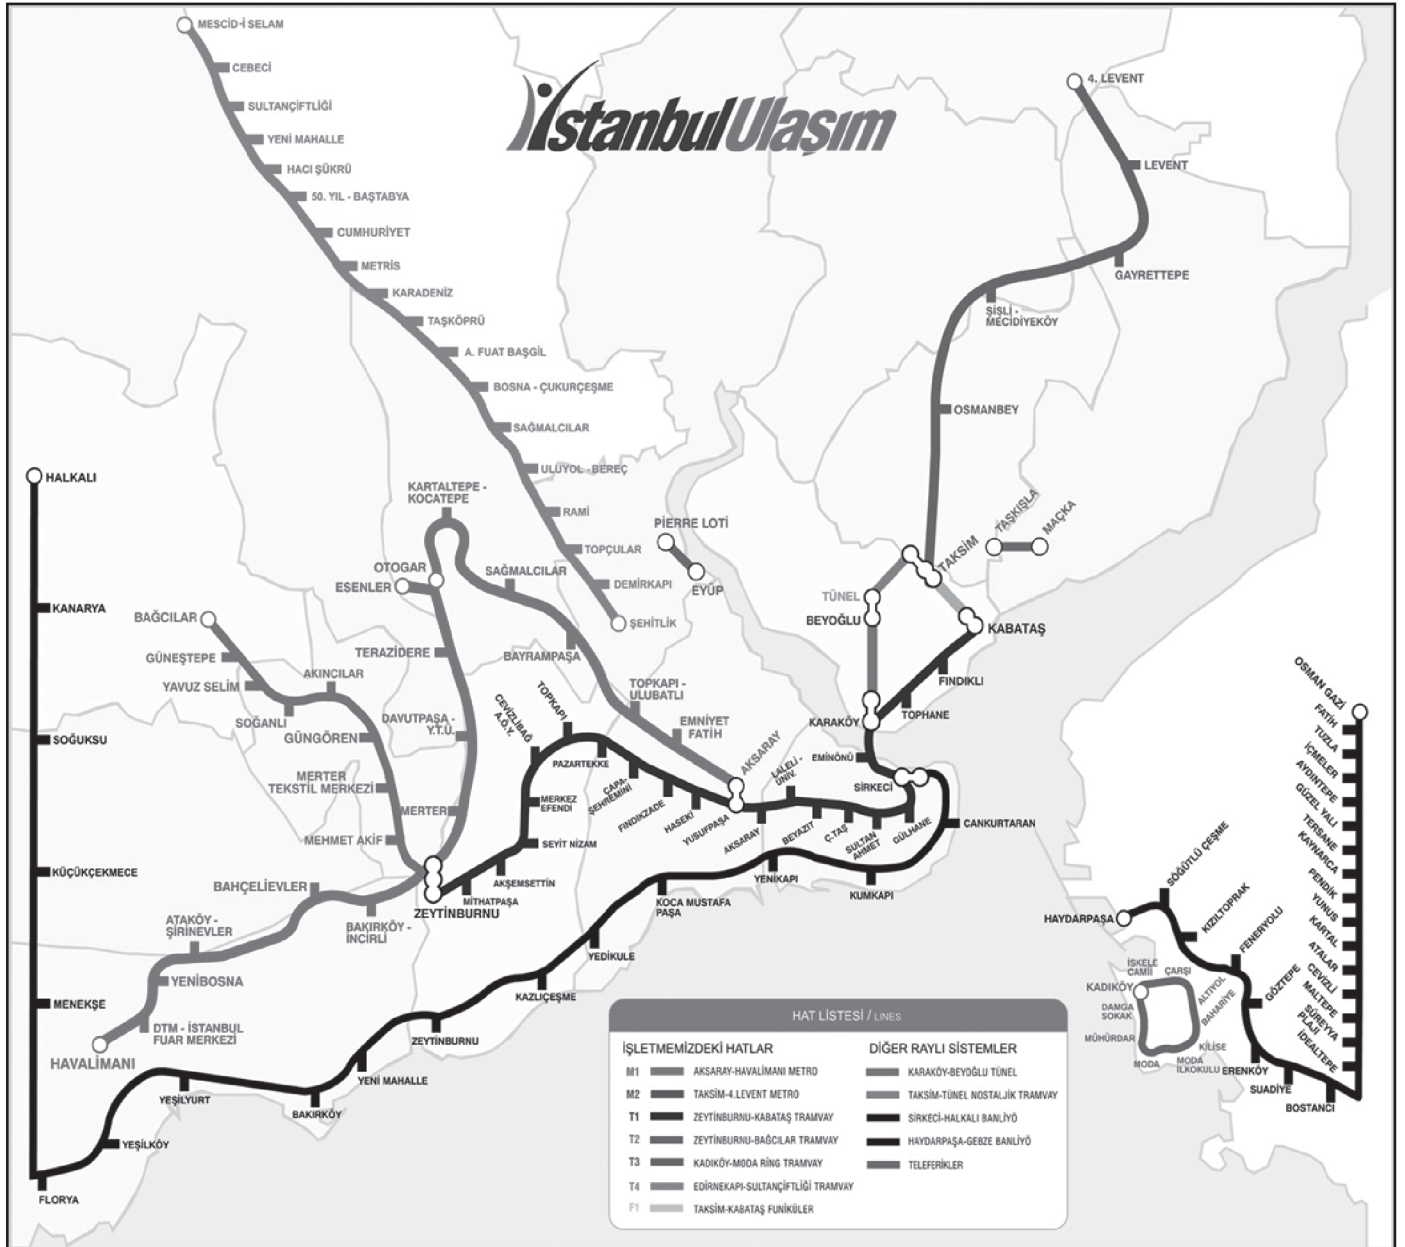 MESCİD-İ SELAM
CEBECİ
SULTANÇİFTLİĞİ
YENİ MAHALLE
HACI ŞÜKRÜ
50. YIL - BAŞTABYA
CUMHURİYET
METRİS
KARADENİZ
TAŞKÖPRÜ
A. FUAT BAŞGİL
BOSNA - ÇUKURÇEŞME
SAĞMALCILAR
ULUYOL - BEREÇ
RAMİ
TOPÇULAR
DEMİRKAPI
ŞEHİTLİK
İstanbulUlaşım
4. LEVENT
LEVENT
GAYRETTEPE
ŞİŞLİ -
MECİDİYEKÖY
OSMANBEY
TAKSİM
TAŞKIŞLA
MAÇKA
PİERRE LOTİ
EYÜP
TÜNEL
BEYOĞLU
KABATAŞ
FINDIKLI
TOPHANE
KARAKÖY
EMİNÖNÜ
SİRKECİ
HALKALI
KANARYA
SOĞUKSU
KÜÇÜKÇEKMECE
MENEKŞE
FLORYA
YEŞİLKÖY
YEŞİLYURT
BAKIRKÖY
YENİ MAHALLE
ZEYTİNBURNU
KAZLIÇEŞME
YEDİKULE
KOCA MUSTAFA
PAŞA
YENİKAPI
KUMKAPI
CANKURTARAN
KARTALTEPE -
KOCATEPE
OTOGAR
ESENLER
SAĞMALCILAR
BAYRAMPAŞA
TOPKAPI -
ULUBATLI
EMNİYET
FATİH
AKSARAY
TERAZİDERE
DAVUTPAŞA -
Y.T.Ü.
MERTER
BAĞCILAR
GÜNEŞTEPE
YAVUZ SELİM
SOĞANLI
AKINCILAR
GÜNGÖREN
MERTER
TEKSTİL MERKEZİ
MEHMET AKİF
BAHÇELİEVLER
BAKIRKÖY -
İNCİRLİ
ATAKÖY -
ŞİRİNEVLER
YENİBOSNA
DTM - İSTANBUL
FUAR MERKEZİ
HAVALİMANI
ZEYTİNBURNU
MİTHATPAŞA
AKŞEMSETTİN
SEYİT NİZAM
MERKEZ
EFENDİ
CEVİZLİBAĞ
A.Ö.Y.
TOPKAPI
PAZARTEKKE
ÇAPA-
ŞEHREMİNİ
FINDIKZADE
HASEKİ
YUSUFPAŞA
AKSARAY
LALELİ -
ÜNİV.
BEYAZIT
Ç.TAŞ
SULTAN
AHMET
GÜLHANE
HAYDARPAŞA
SÖĞÜTLÜ ÇEŞME
KIZILTOPRAK
FENERYOLU
GÖZTEPE
ERENKÖY
SUADİYE
BOSTANCI
İSKELE
CAMİİ
ÇARŞI
ALTIYOL
BAHARİYE
KİLİSE
MODA
İLKOKULU
MODA
MÜHÜRDAR
DAMGA
SOKAK
KADIKÖY
OSMAN GAZİ
FATİH
TUZLA
İÇMELER
AYDINTEPE
GÜZELYALI
TERSANE
KAYNARCA
PENDİK
YUNUS
KARTAL
ATALAR
CEVİZLİ
MALTEPE
SÜREYYA
PLAJI
İDEALTEPE
HAT LİSTESİ / LINES
İŞLETMEMİZDEKİ HATLAR
M1 AKSARAY-HAVALİMANI METRO
M2 TAKSİM-4.LEVENT METRO
T1 ZEYTİNBURNU-KABATAŞ TRAMVAY
T2 ZEYTİNBURNU-BAĞCILAR TRAMVAY
T3 KADIKÖY-MODA RİNG TRAMVAY
T4 EDİRNEKAPI-SULTANÇİFTLİĞİ TRAMVAY
F1 TAKSİM-KABATAŞ FUNİKÜLER
DİĞER RAYLI SİSTEMLER
KARAKÖY-BEYOĞLU TÜNEL
TAKSİM-TÜNEL NOSTALJİK TRAMVAY
SİRKECİ-HALKALI BANLİYÖ
HAYDARPAŞA-GEBZE BANLİYÖ
TELEFERİKLER